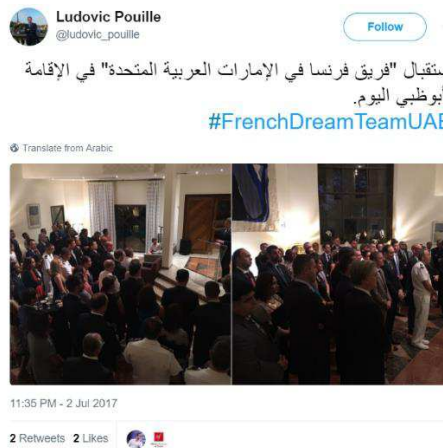 Ludovic Pouille
@ludovic_pouille
Follow
ستقبال "فريق فرنسا في الإمارات العربية المتحدة" في الإقامة
أبوظبي اليوم.
#FrenchDreamTeamUAE
Translate from Arabic
11:35 PM - 2 Jul 2017
2 Retweets 2 Likes